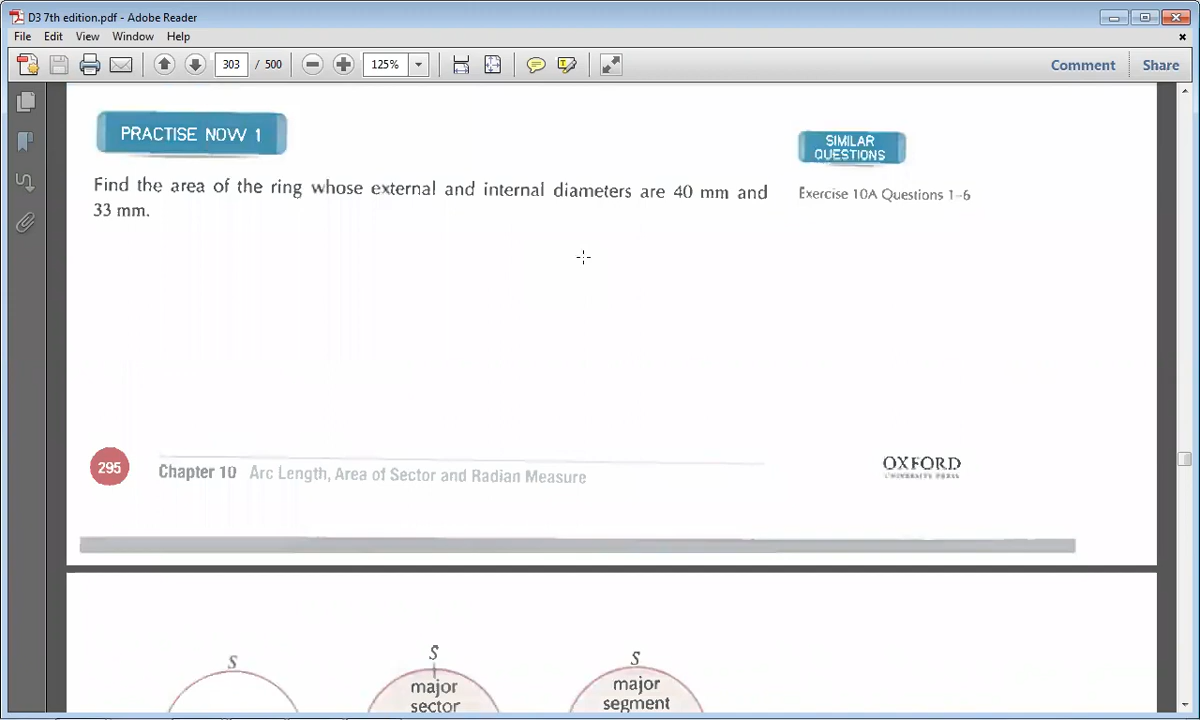 D3 7th edition.pdf - Adobe Reader
File Edit View Window Help
303 / 500 125% Comment Share
PRACTISE NOW 1
SIMILAR
QUESTIONS
Find the area of the ring whose external and internal diameters are 40 mm and
33 mm.
Exercise 10A Questions 1–6
295 Chapter 10 Arc Length, Area of Sector and Radian Measure
OXFORD
UNIVERSITY PRESS
S S S
major
sector
major
segment